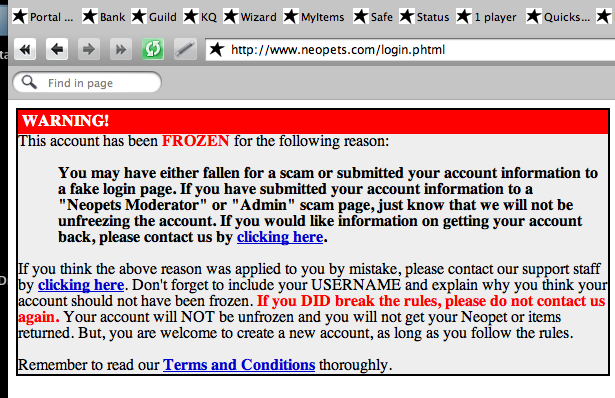 Portal ... Bank Guild KQ Wizard MyItems Safe Status 1 player Quicks...
http://www.neopets.com/login.phtml
Find in page
WARNING!
This account has been FROZEN for the following reason:
You may have either fallen for a scam or submitted your account information to
a fake login page. If you have submitted your account information to a
"Neopets Moderator" or "Admin" scam page, just know that we will not be
unfreezing the account. If you would like information on getting your account
back, please contact us by clicking here.
If you think the above reason was applied to you by mistake, please contact our support staff
by clicking here. Don't forget to include your USERNAME and explain why you think your
account should not have been frozen. If you DID break the rules, please do not contact us
again. Your account will NOT be unfrozen and you will not get your Neopet or items
returned. But, you are welcome to create a new account, as long as you follow the rules.
Remember to read our Terms and Conditions thoroughly.